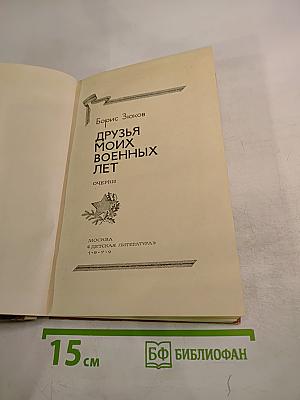 Борис Зюков
ДРУЗЬЯ
МОИХ
ВОЕННЫХ
ЛЕТ
ОЧЕРКИ
МОСКВА
«ДЕТСКАЯ ЛИТЕРАТУРА»
1979
15 см
БФ БИБЛИОФАН